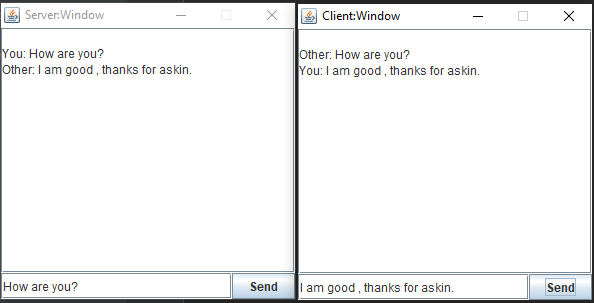 Server:Window
You: How are you?
Other: I am good , thanks for askin.
How are you?
Send
Client:Window
Other: How are you?
You: I am good , thanks for askin.
I am good , thanks for askin.
Send